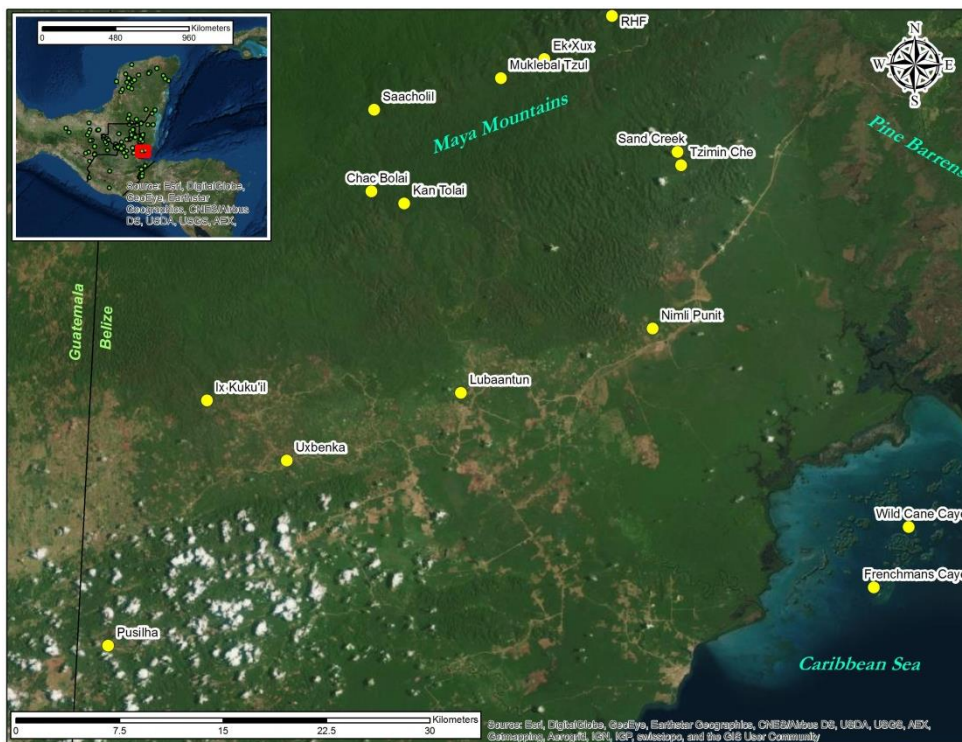 Kilometers
0 480 960
Source: Esri, DigitalGlobe,
GeoEye, Earthstar
Geographics, CNES/Airbus
DS, USDA, USGS, AEX,
N
W E
S
RHF
Ek Xux
Muklebal Tzul
Saacholil
Maya Mountains
Pine Barrens
Sand Creek
Tzimin Che
Chac Bolai
Kan Tolai
Guatemala
Belize
Nimli Punit
Lubaantun
Ix Kuku'il
Uxbenka
Wild Cane Caye
Frenchmans Caye
Pusilha
Caribbean Sea
Kilometers
0 7.5 15 22.5 30
Source: Esri, DigitalGlobe, GeoEye, Earthstar Geographics, CNES/Airbus DS, USDA, USGS, AEX,
Getmapping, Aerogrid, IGN, IGP, swisstopo, and the GIS User Community